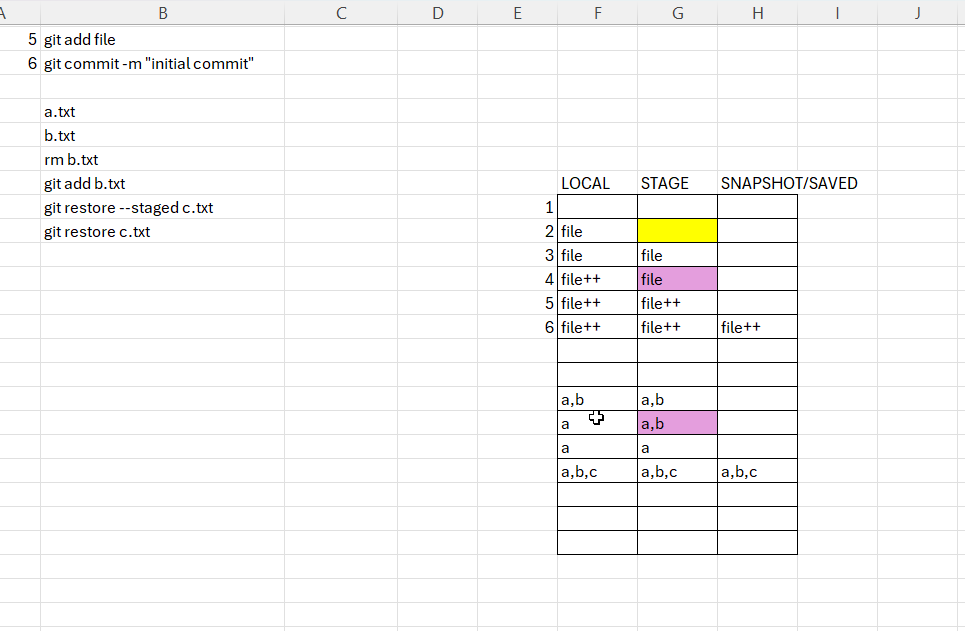 A B C D E F G H I J
5 git add file
6 git commit -m "initial commit"
a.txt
b.txt
rm b.txt
git add b.txt LOCAL STAGE SNAPSHOT/SAVED
git restore --staged c.txt 1
git restore c.txt 2 file
3 file file
4 file++ file
5 file++ file++
6 file++ file++ file++
a,b a,b
a a,b
a a
a,b,c a,b,c a,b,c